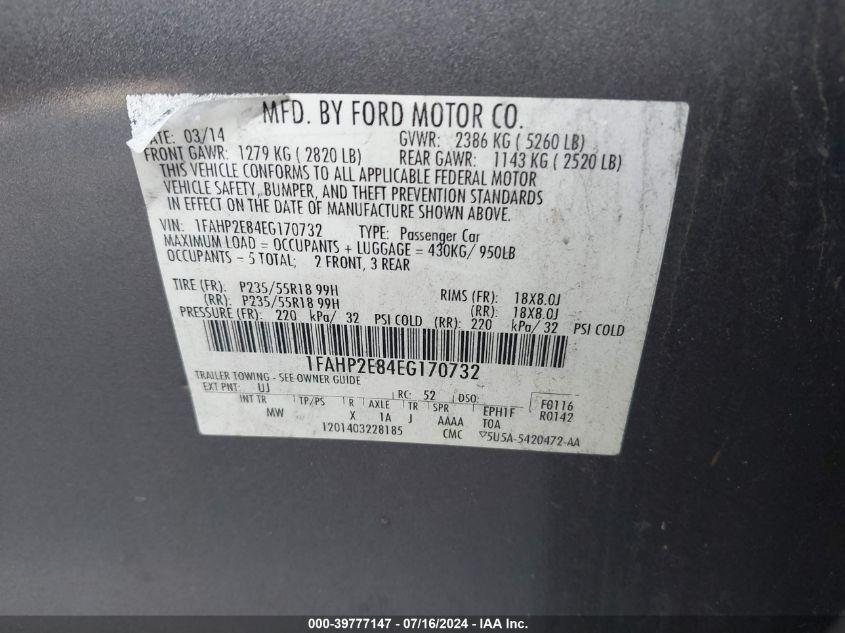 MFD. BY FORD MOTOR CO.
DATE: 03/14 GVWR: 2386 KG ( 5260 LB)
FRONT GAWR: 1279 KG ( 2820 LB) REAR GAWR: 1143 KG ( 2520 LB)
THIS VEHICLE CONFORMS TO ALL APPLICABLE FEDERAL MOTOR
VEHICLE SAFETY, BUMPER, AND THEFT PREVENTION STANDARDS
IN EFFECT ON THE DATE OF MANUFACTURE SHOWN ABOVE.
VIN: 1FAHP2E84EG170732 TYPE: Passenger Car
MAXIMUM LOAD = OCCUPANTS + LUGGAGE = 430KG/ 950LB
OCCUPANTS = 5 TOTAL; 2 FRONT, 3 REAR
TIRE (FR): P235/55R18 99H RIMS (FR): 18X8.0J
(RR): P235/55R18 99H (RR): 18X8.0J
PRESSURE (FR): 220 kPa/ 32 PSI COLD (RR): 220 kPa/ 32 PSI COLD
1FAHP2E84EG170732
TRAILER TOWING - SEE OWNER GUIDE
EXT PNT: UJ RC: 52 DSO:
INT TR TP/PS R AXLE TR SPR EPH1F F0116
MW X 1A J AAAA TOA R0142
1201403228185 CMC ▽5U5A-5420472-AA
000-39777147 - 07/16/2024 - IAA Inc.